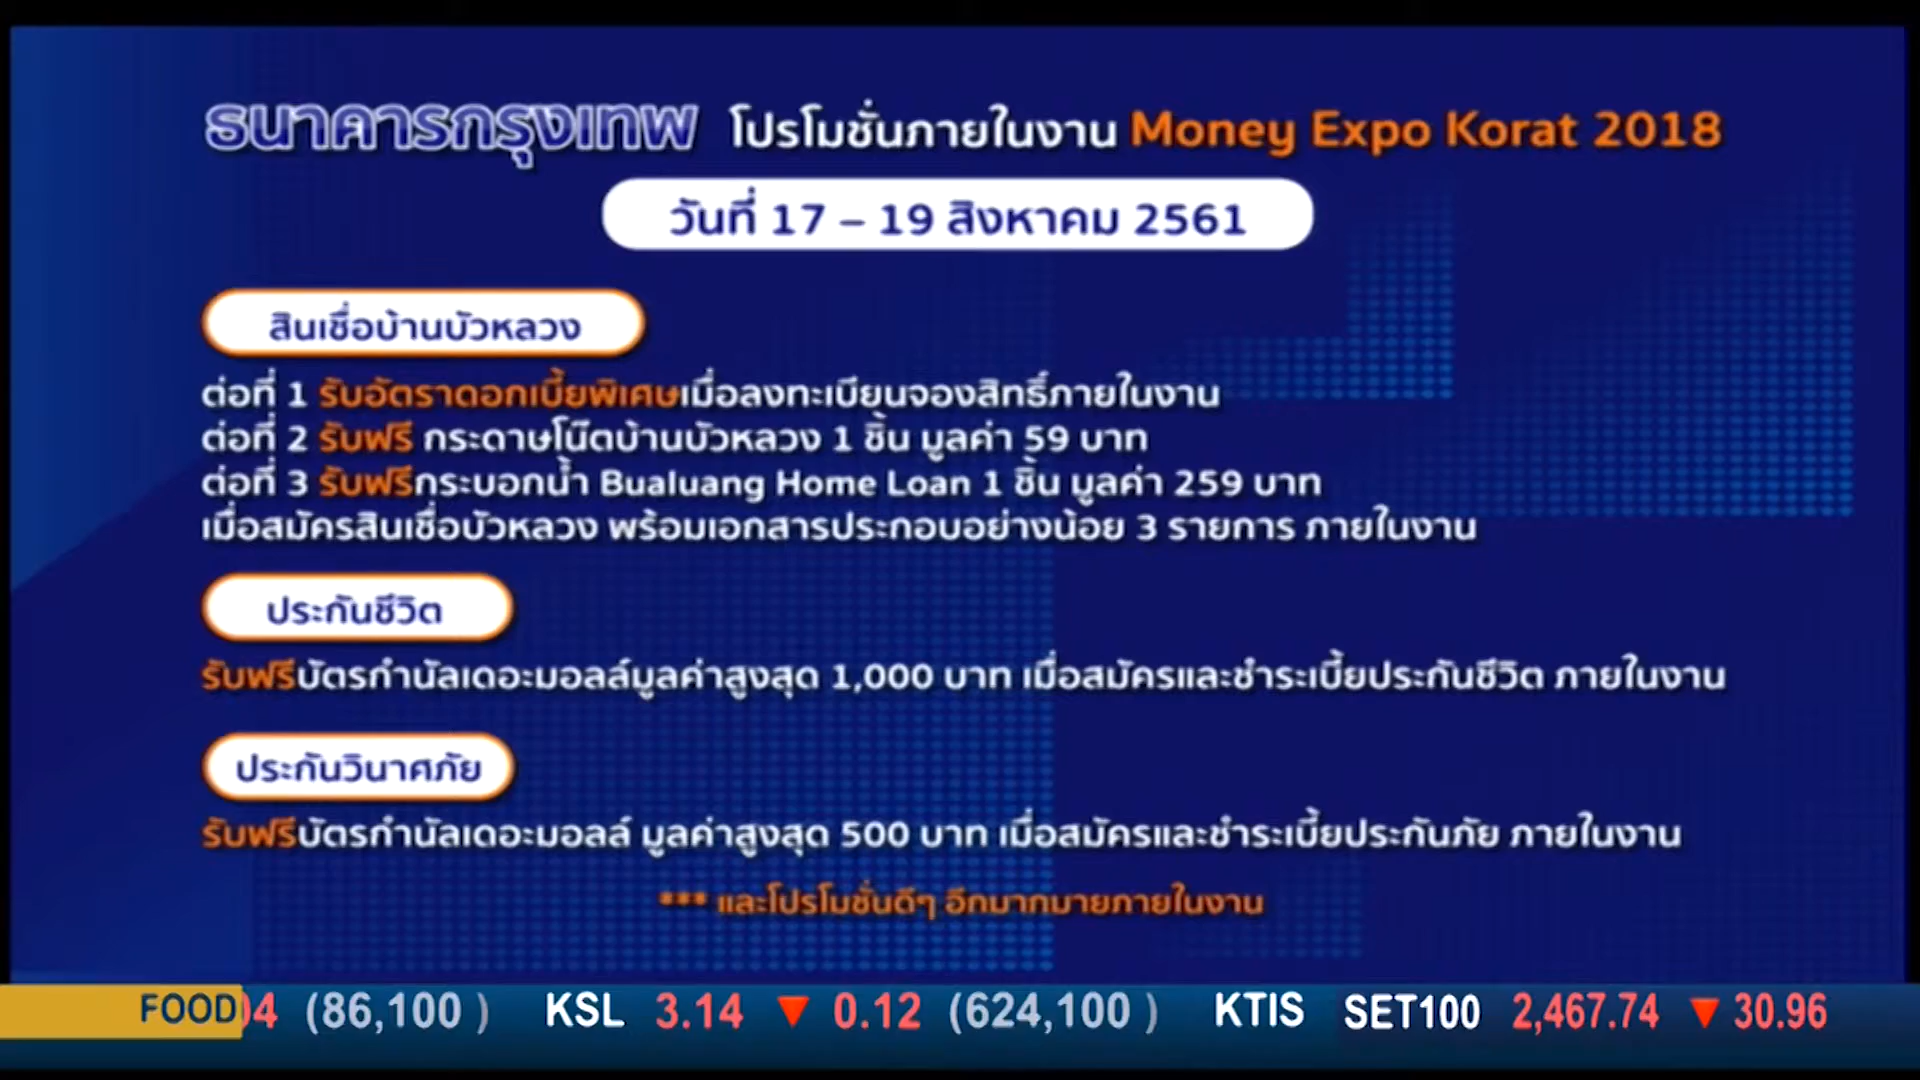 ธนาคารกรุงเทพ โปรโมชั่นภายในงาน Money Expo Korat 2018
วันที่ 17 – 19 สิงหาคม 2561
สินเชื่อบ้านบัวหลวง
ต่อที่ 1 รับอัตราดอกเบี้ยพิเศษเมื่อลงทะเบียนจองสิทธิ์ภายในงาน
ต่อที่ 2 รับฟรี กระดาษโน๊ตบ้านบัวหลวง 1 ชิ้น มูลค่า 59 บาท
ต่อที่ 3 รับฟรีกระบอกน้ำ Bualuang Home Loan 1 ชิ้น มูลค่า 259 บาท
เมื่อสมัครสินเชื่อบัวหลวง พร้อมเอกสารประกอบอย่างน้อย 3 รายการ ภายในงาน
ประกันชีวิต
รับฟรีบัตรกำนัลเดอะมอลล์มูลค่าสูงสุด 1,000 บาท เมื่อสมัครและชำระเบี้ยประกันชีวิต ภายในงาน
ประกันวินาศภัย
รับฟรีบัตรกำนัลเดอะมอลล์ มูลค่าสูงสุด 500 บาท เมื่อสมัครและชำระเบี้ยประกันภัย ภายในงาน
*** และโปรโมชั่นดีๆ อีกมากมายภายในงาน
FOOD 04 (86,100 ) KSL 3.14 ▼ 0.12 (624,100 ) KTIS SET100 2,467.74 ▼ 30.96